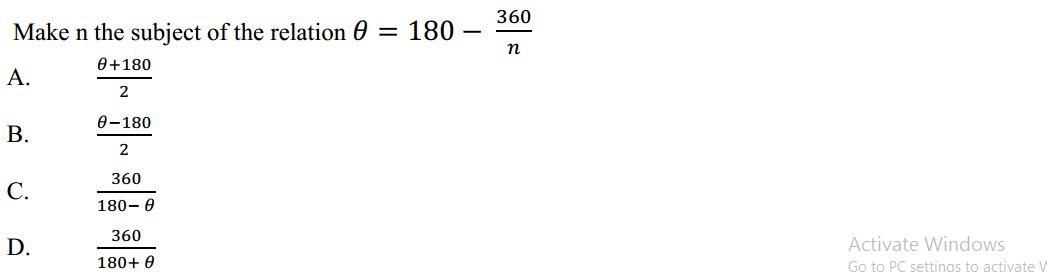 Make n the subject of the relation θ = 180 − 360/n
A. θ+180/2
B. θ−180/2
C. 360/180− θ
D. 360/180+ θ
Activate Windows
Go to PC settings to activate